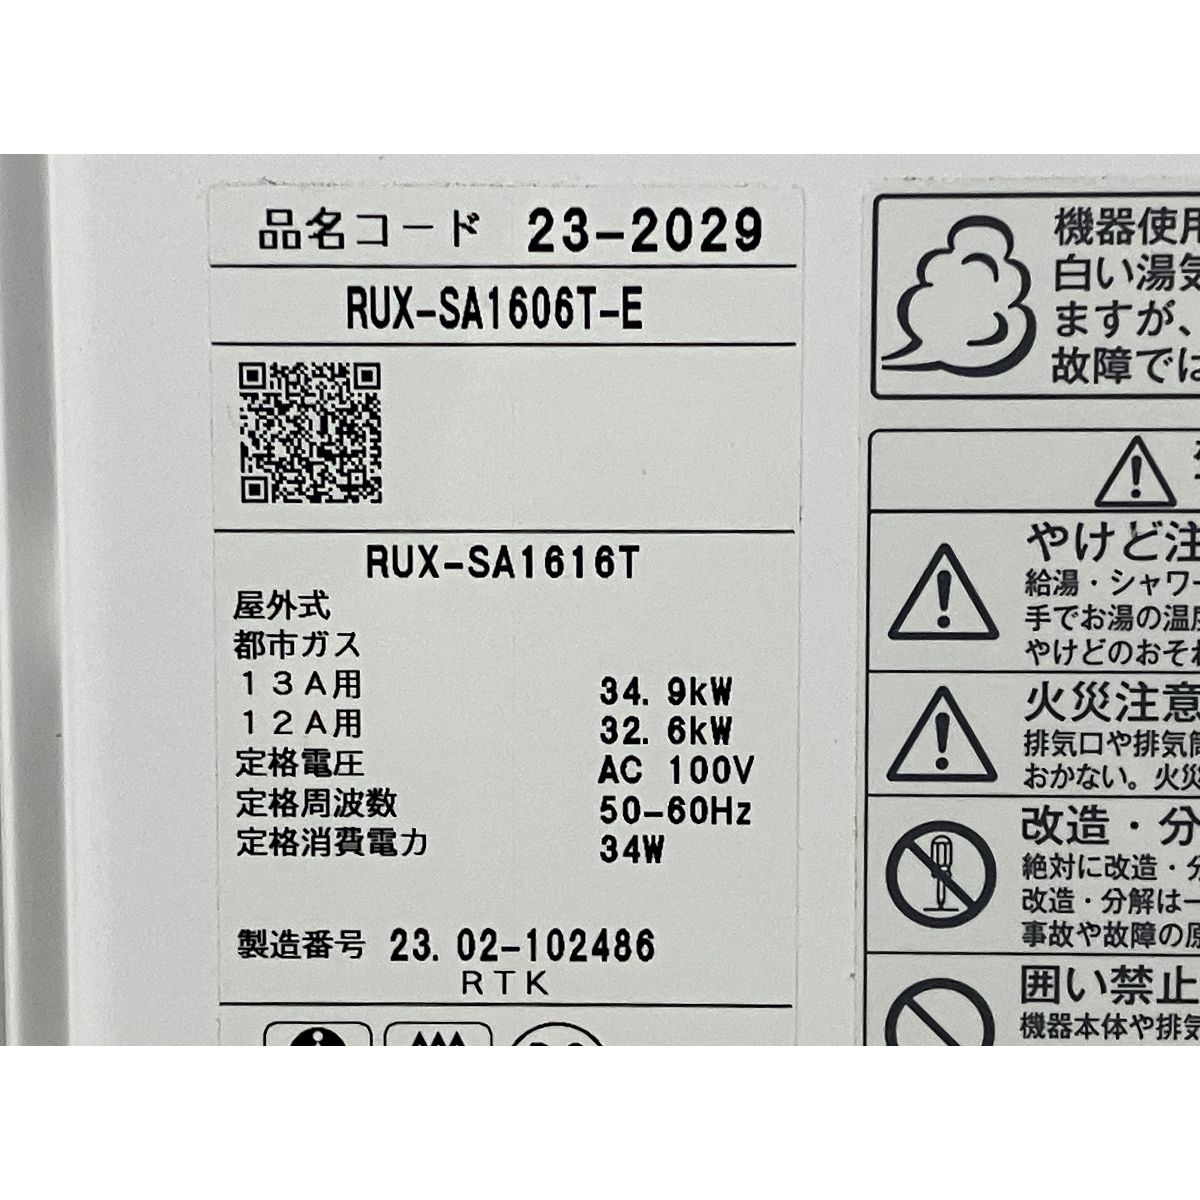 品名コード 23-2029
RUX-SA1606T-E
RUX-SA1616T
屋外式
都市ガス
13A用 34.9kW
12A用 32.6kW
定格電圧 AC 100V
定格周波数 50-60Hz
定格消費電力 34W
製造番号 23.02-102486
RTK
機器使用
白い湯気
ますが、
故障では
やけど注
給湯・シャワー
手でお湯の温度
やけどのおそれ
火災注意
排気口や排気筒
おかない。火災
改造・分
絶対に改造・分
改造・分解は一
事故や故障の原
囲い禁止
機器本体や排気